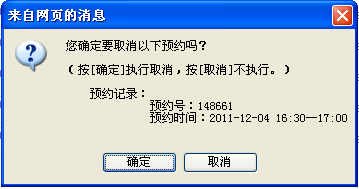 来自网页的消息
您确定要取消以下预约吗？
（按[确定]执行取消，按[取消]不执行。）
预约记录：
预约号：148661
预约时间：2011-12-04 16:30—17:00
确定
取消